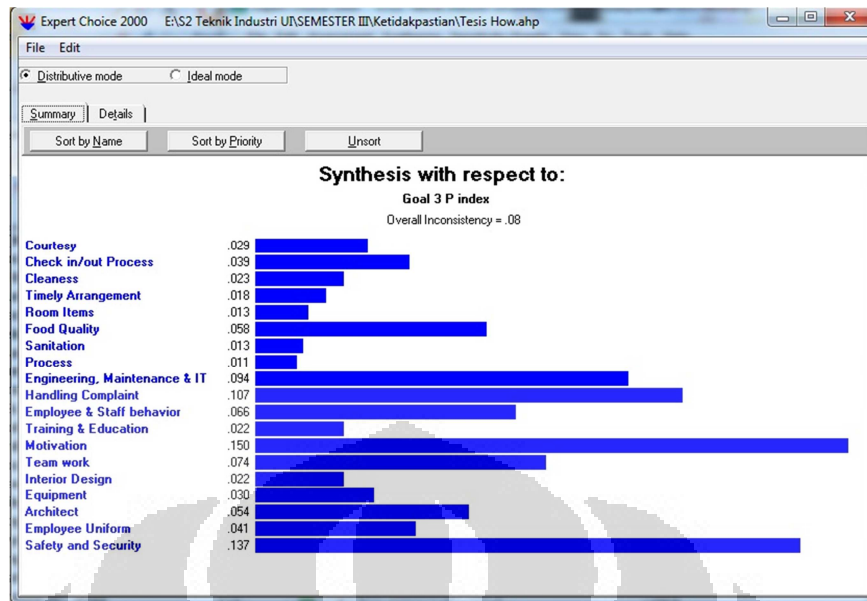 Expert Choice 2000 E:\S2 Teknik Industri UI\SEMESTER III\Ketidakpastian\Tesis How.ahp
File Edit
Distributive mode Ideal mode
Summary Details
Sort by Name Sort by Priority Unsort
Synthesis with respect to:
Goal 3 P index
Overall Inconsistency = .08
Courtesy .029
Check in/out Process .039
Cleaness .023
Timely Arrangement .018
Room Items .013
Food Quality .058
Sanitation .013
Process .011
Engineering, Maintenance & IT .094
Handling Complaint .107
Employee & Staff behavior .066
Training & Education .022
Motivation .150
Team work .074
Interior Design .022
Equipment .030
Architect .054
Employee Uniform .041
Safety and Security .137